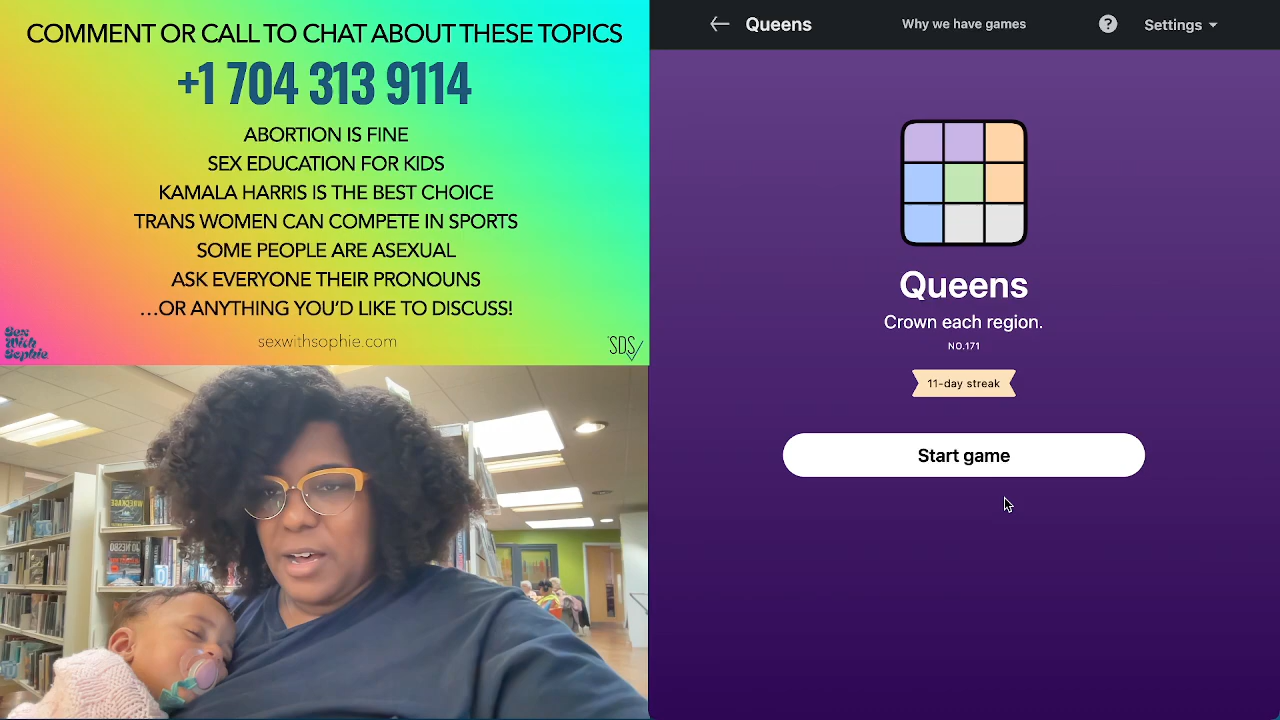 COMMENT OR CALL TO CHAT ABOUT THESE TOPICS
+1 704 313 9114
ABORTION IS FINE
SEX EDUCATION FOR KIDS
KAMALA HARRIS IS THE BEST CHOICE
TRANS WOMEN CAN COMPETE IN SPORTS
SOME PEOPLE ARE ASEXUAL
ASK EVERYONE THEIR PRONOUNS
...OR ANYTHING YOU'D LIKE TO DISCUSS!
sexwithsophie.com
Sex
With
Sophie
SDS
Queens
Why we have games
?
Settings
Queens
Crown each region.
NO.171
11-day streak
Start game
JO NESBO